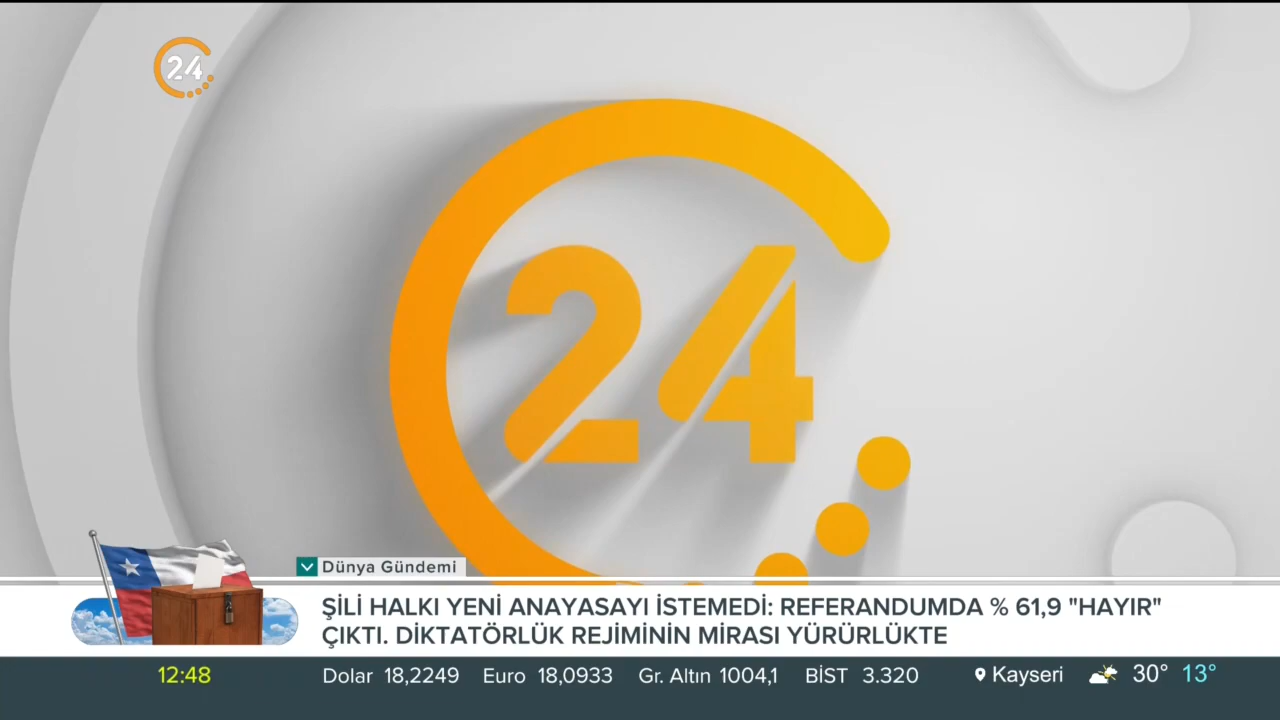 24
24
Dünya Gündemi
ŞİLİ HALKI YENİ ANAYASAYI İSTEMEDİ: REFERANDUMDA % 61,9 "HAYIR"
ÇIKTI. DİKTATÖRLÜK REJİMİNİN MİRASI YÜRÜRLÜKTE
12:48 Dolar 18,2249 Euro 18,0933 Gr. Altın 1004,1 BİST 3.320 Kayseri 30° 13°